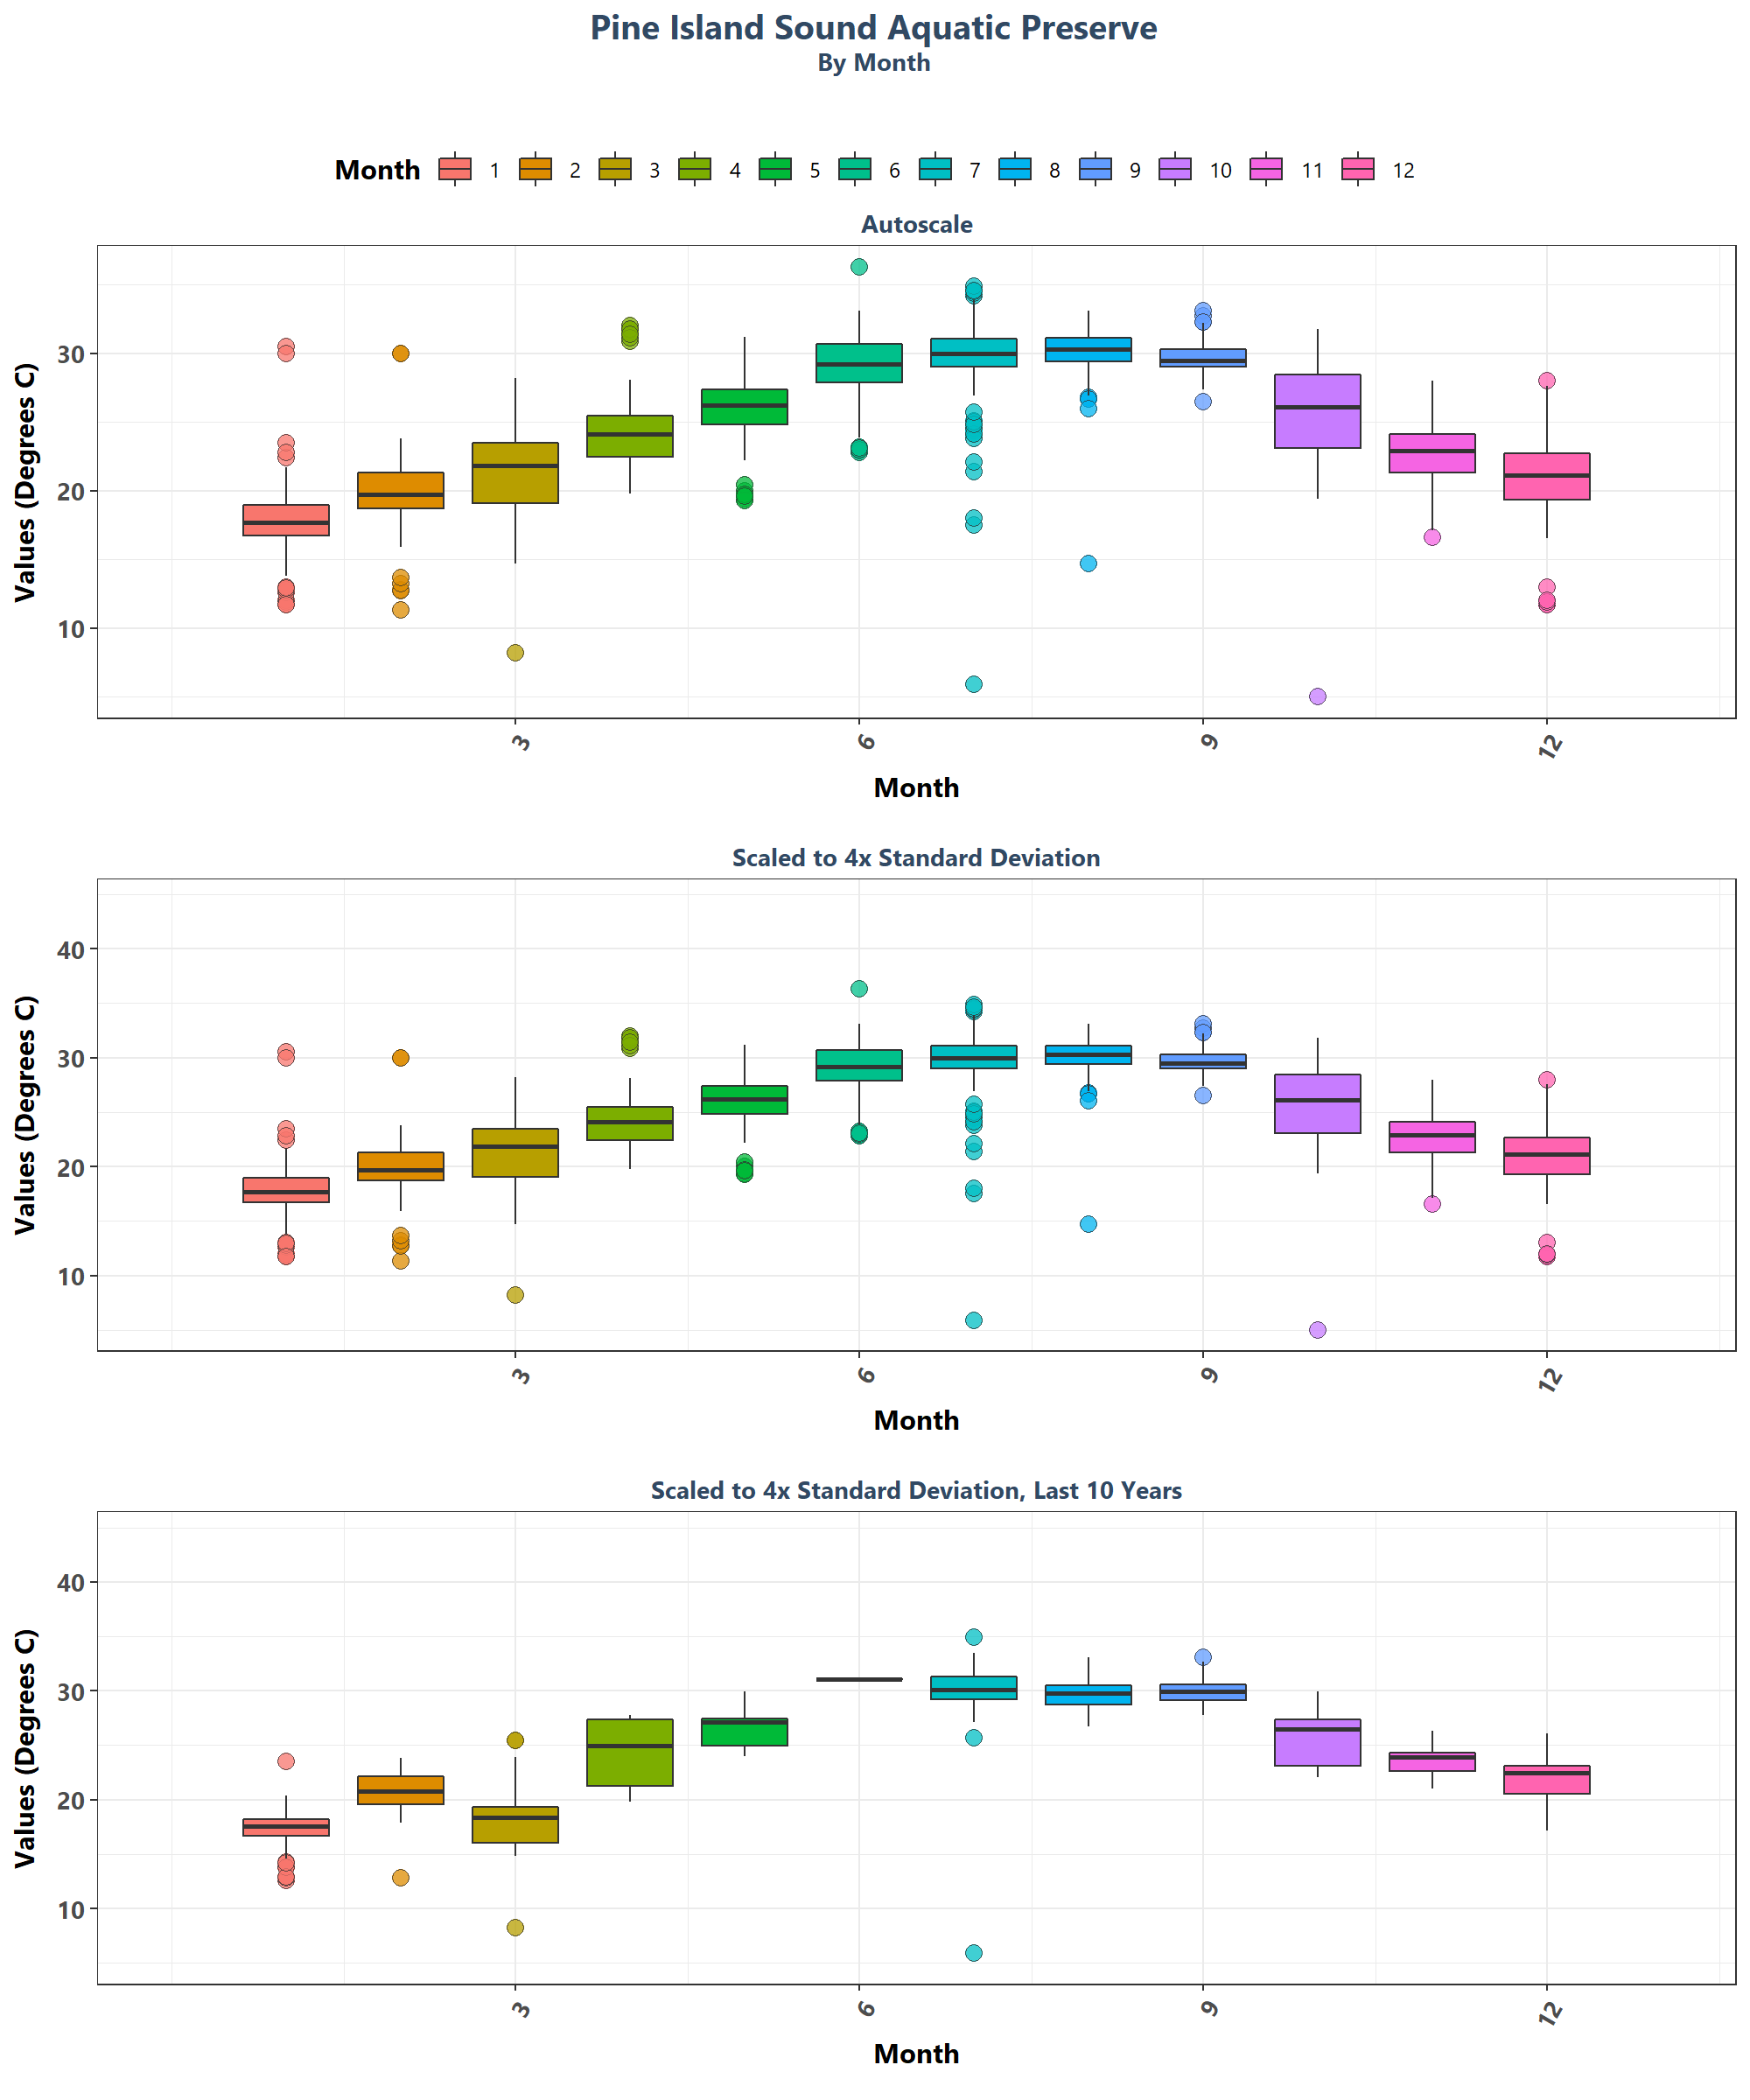 Pine Island Sound Aquatic Preserve
By Month
Month 1 2 3 4 5 6 7 8 9 10 11 12
Autoscale
Values (Degrees C)
30
20
10
3 6 9 12
Month
Scaled to 4x Standard Deviation
Values (Degrees C)
40
30
20
10
3 6 9 12
Month
Scaled to 4x Standard Deviation, Last 10 Years
Values (Degrees C)
40
30
20
10
3 6 9 12
Month